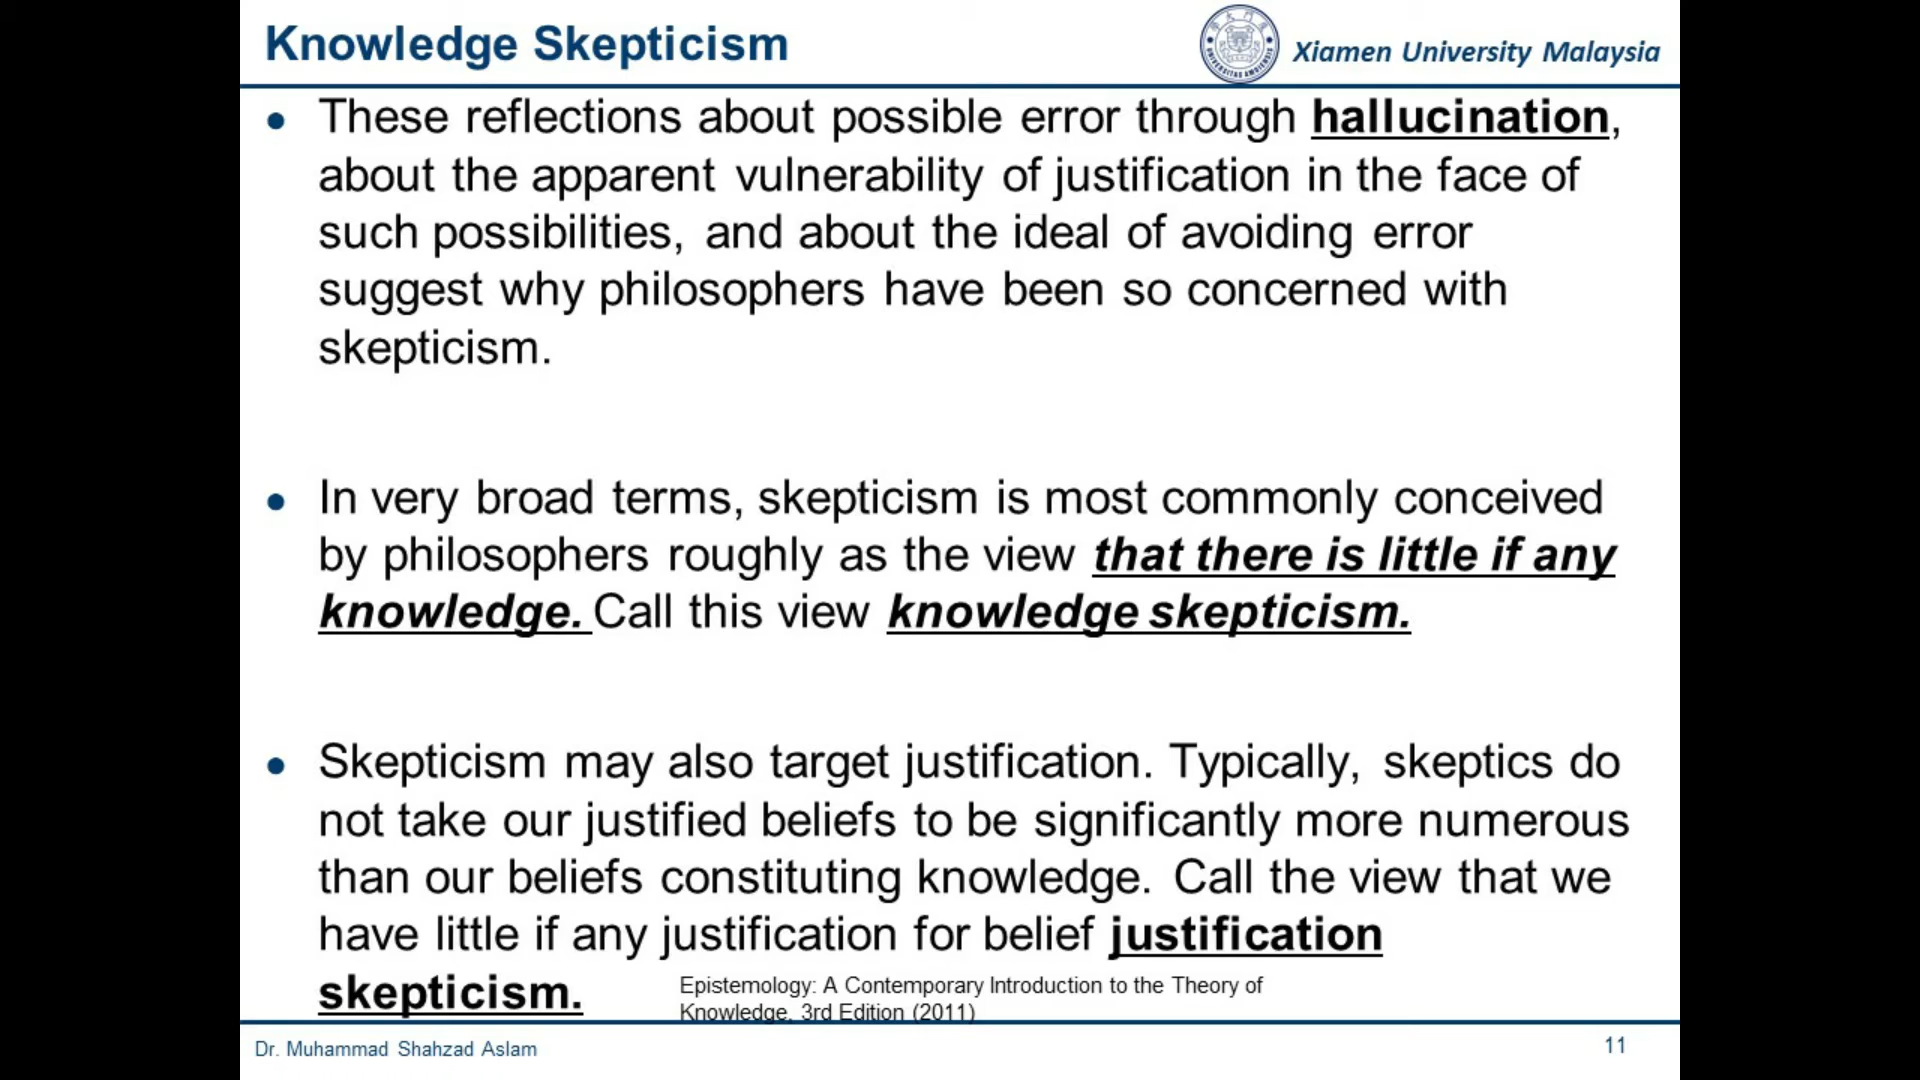 Knowledge Skepticism
Xiamen University Malaysia
• These reflections about possible error through hallucination,
about the apparent vulnerability of justification in the face of
such possibilities, and about the ideal of avoiding error
suggest why philosophers have been so concerned with
skepticism.
• In very broad terms, skepticism is most commonly conceived
by philosophers roughly as the view that there is little if any
knowledge. Call this view knowledge skepticism.
• Skepticism may also target justification. Typically, skeptics do
not take our justified beliefs to be significantly more numerous
than our beliefs constituting knowledge. Call the view that we
have little if any justification for belief justification
skepticism.
Epistemology: A Contemporary Introduction to the Theory of
Knowledge, 3rd Edition (2011)
Dr. Muhammad Shahzad Aslam
11